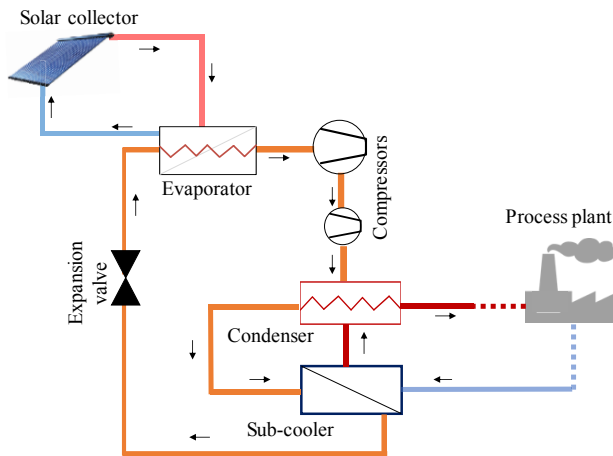 Solar collector
Evaporator
Compressors
Process plant
Expansion
valve
Condenser
Sub-cooler